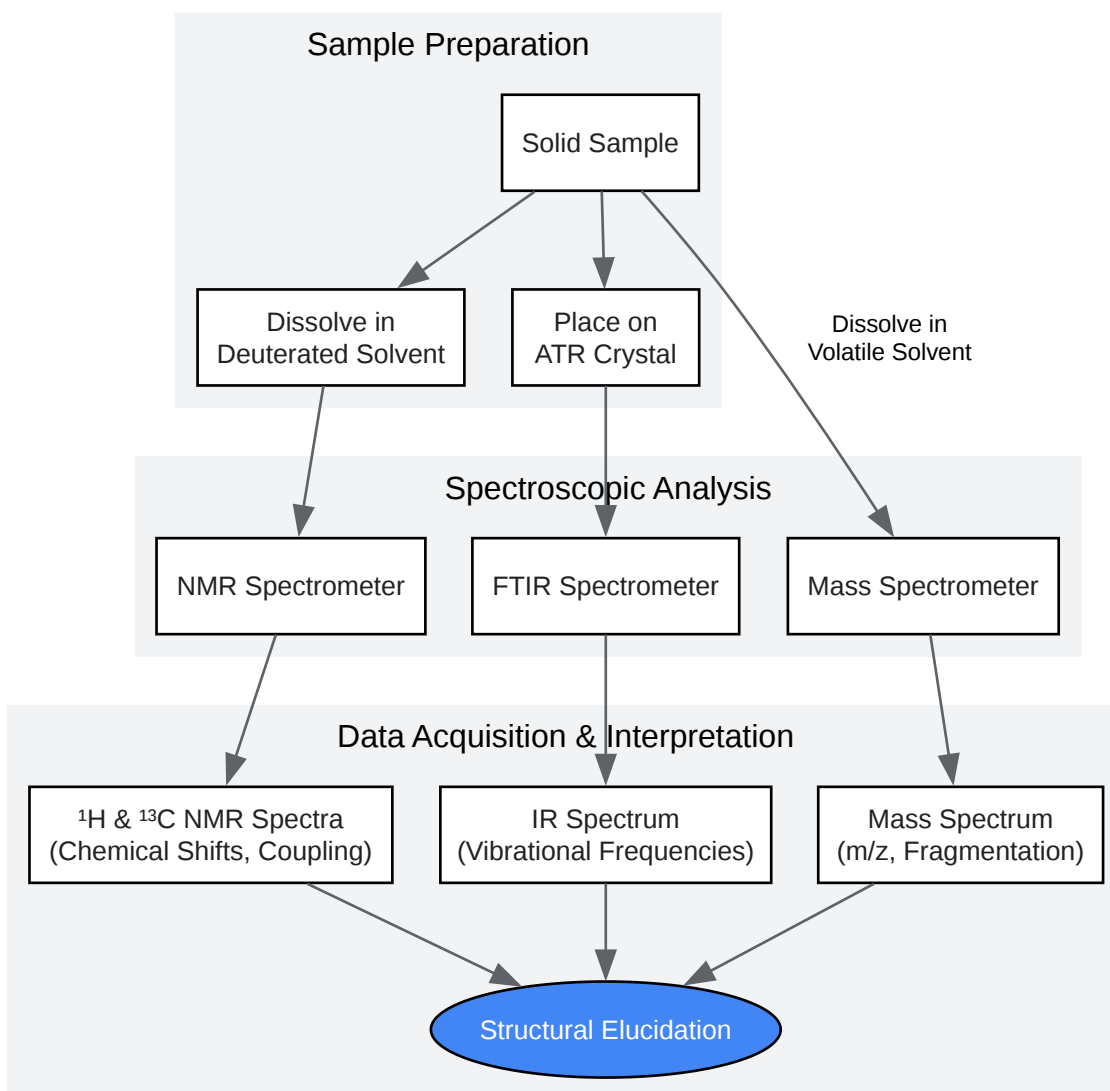 Sample Preparation
Solid Sample
Dissolve in
Deuterated Solvent
Place on
ATR Crystal
Dissolve in
Volatile Solvent
Spectroscopic Analysis
NMR Spectrometer
FTIR Spectrometer
Mass Spectrometer
Data Acquisition & Interpretation
¹H & ¹³C NMR Spectra
(Chemical Shifts, Coupling)
IR Spectrum
(Vibrational Frequencies)
Mass Spectrum
(m/z, Fragmentation)
Structural Elucidation